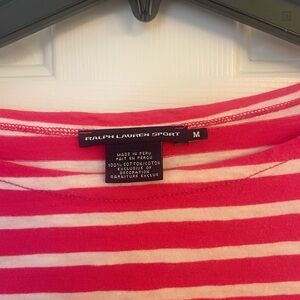 RALPH LAUREN SPORT M
MADE IN PERU
FAIT EN PEROU
100% COTTON/COTON
EXCLUSIVE OF
DECORATION
GARNITURE EXCLUE